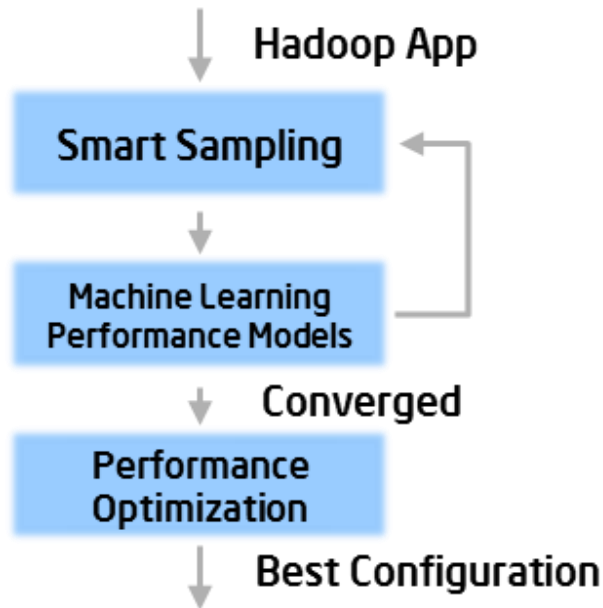 Hadoop App
Smart Sampling
Machine Learning
Performance Models
Converged
Performance
Optimization
Best Configuration